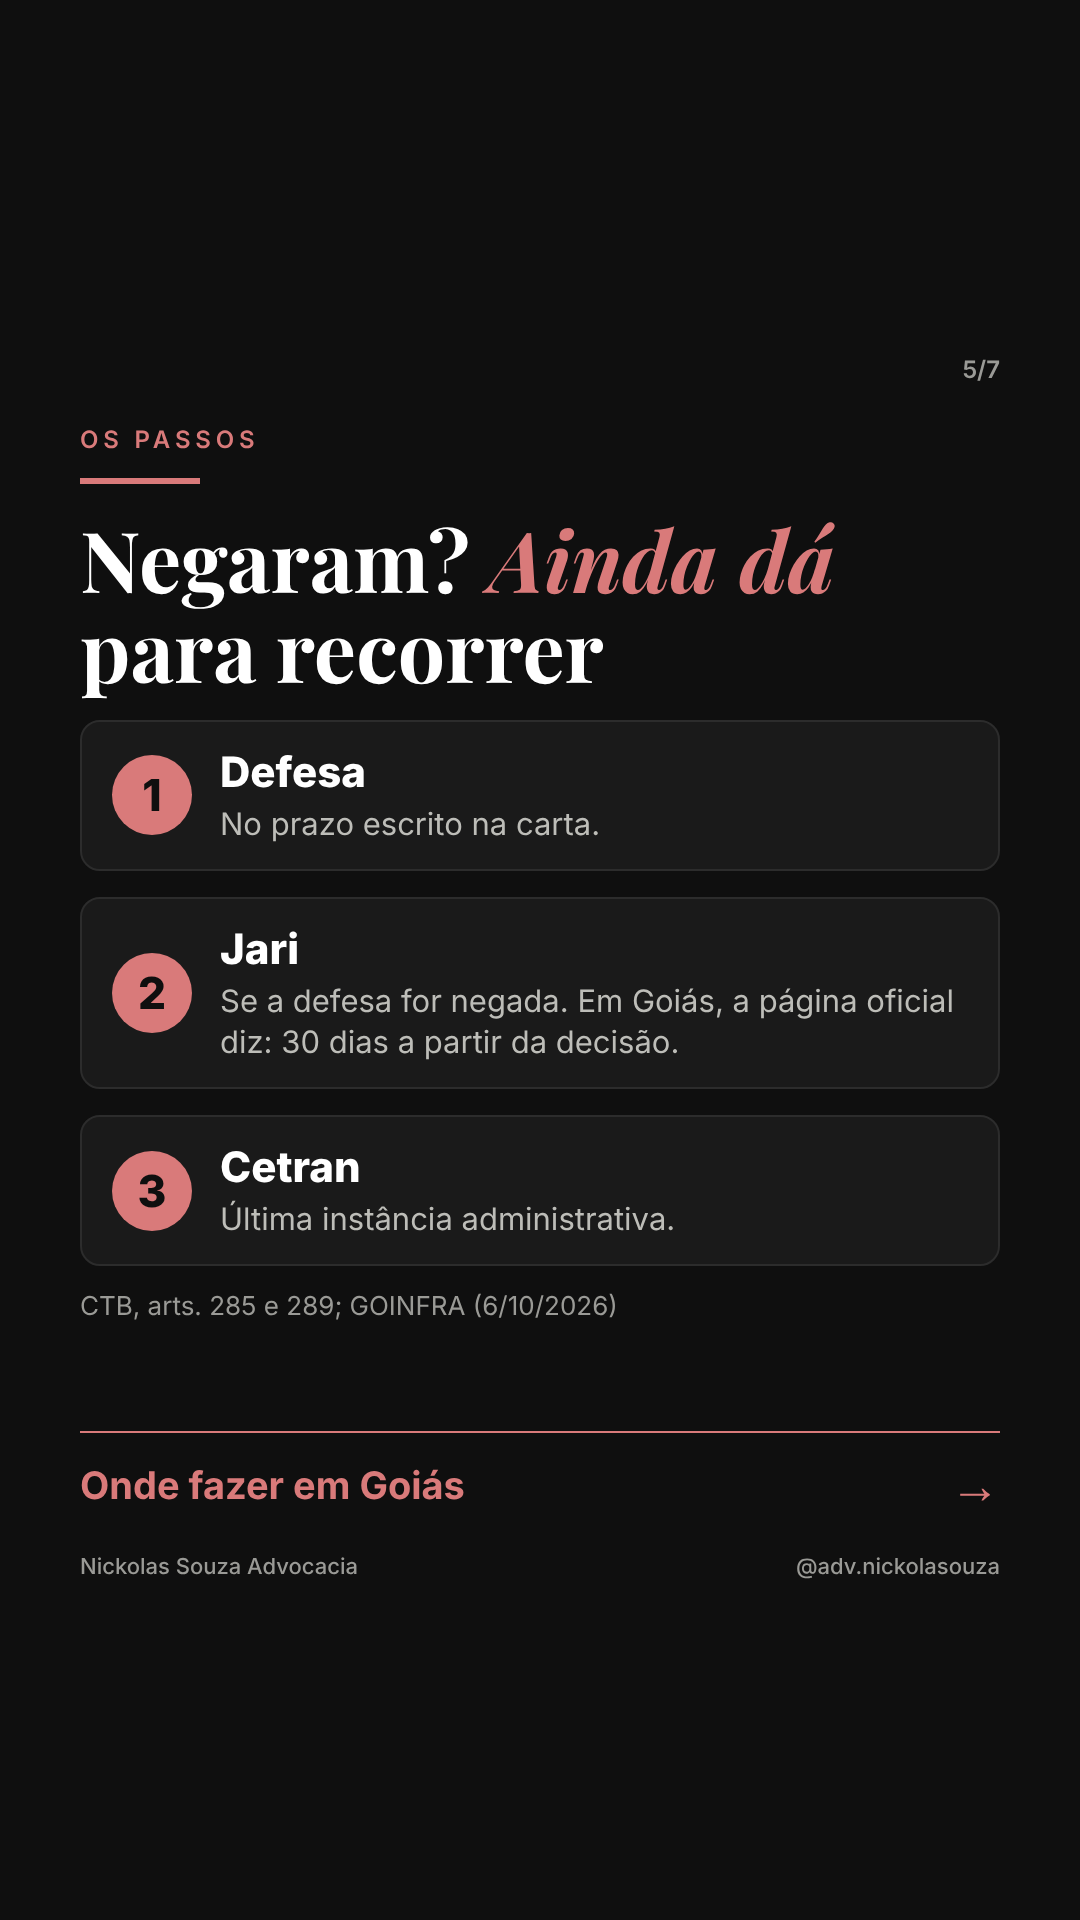 5/7
OS PASSOS
Negaram? Ainda dá
para recorrer
1
Defesa
No prazo escrito na carta.
2
Jari
Se a defesa for negada. Em Goiás, a página oficial
diz: 30 dias a partir da decisão.
3
Cetran
Última instância administrativa.
CTB, arts. 285 e 289; GOINFRA (6/10/2026)
Onde fazer em Goiás →
Nickolas Souza Advocacia
@adv.nickolasouza